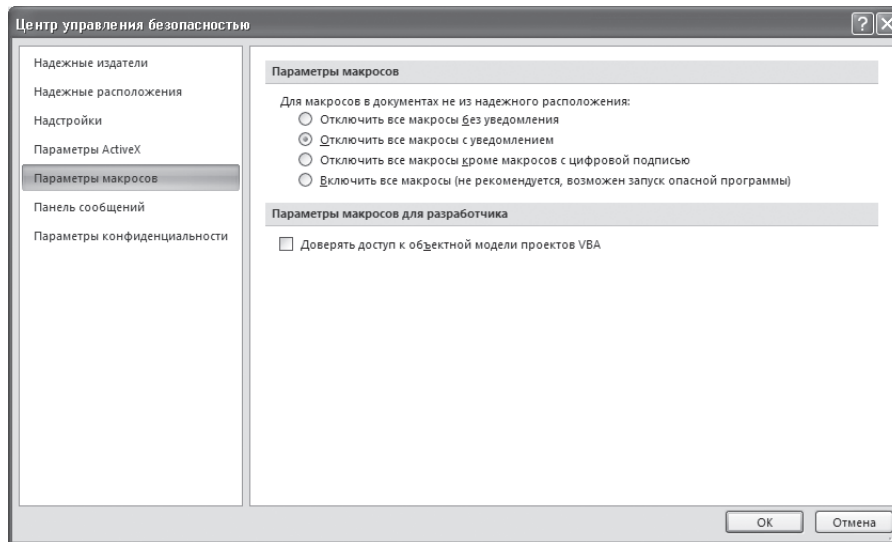 Центр управления безопасностью
Надежные издатели
Надежные расположения
Надстройки
Параметры ActiveX
Параметры макросов
Панель сообщений
Параметры конфиденциальности
Параметры макросов
Для макросов в документах не из надежного расположения:
Отключить все макросы без уведомления
Отключить все макросы с уведомлением
Отключить все макросы кроме макросов с цифровой подписью
Включить все макросы (не рекомендуется, возможен запуск опасной программы)
Параметры макросов для разработчика
Доверять доступ к объектной модели проектов VBA
ОК
Отмена